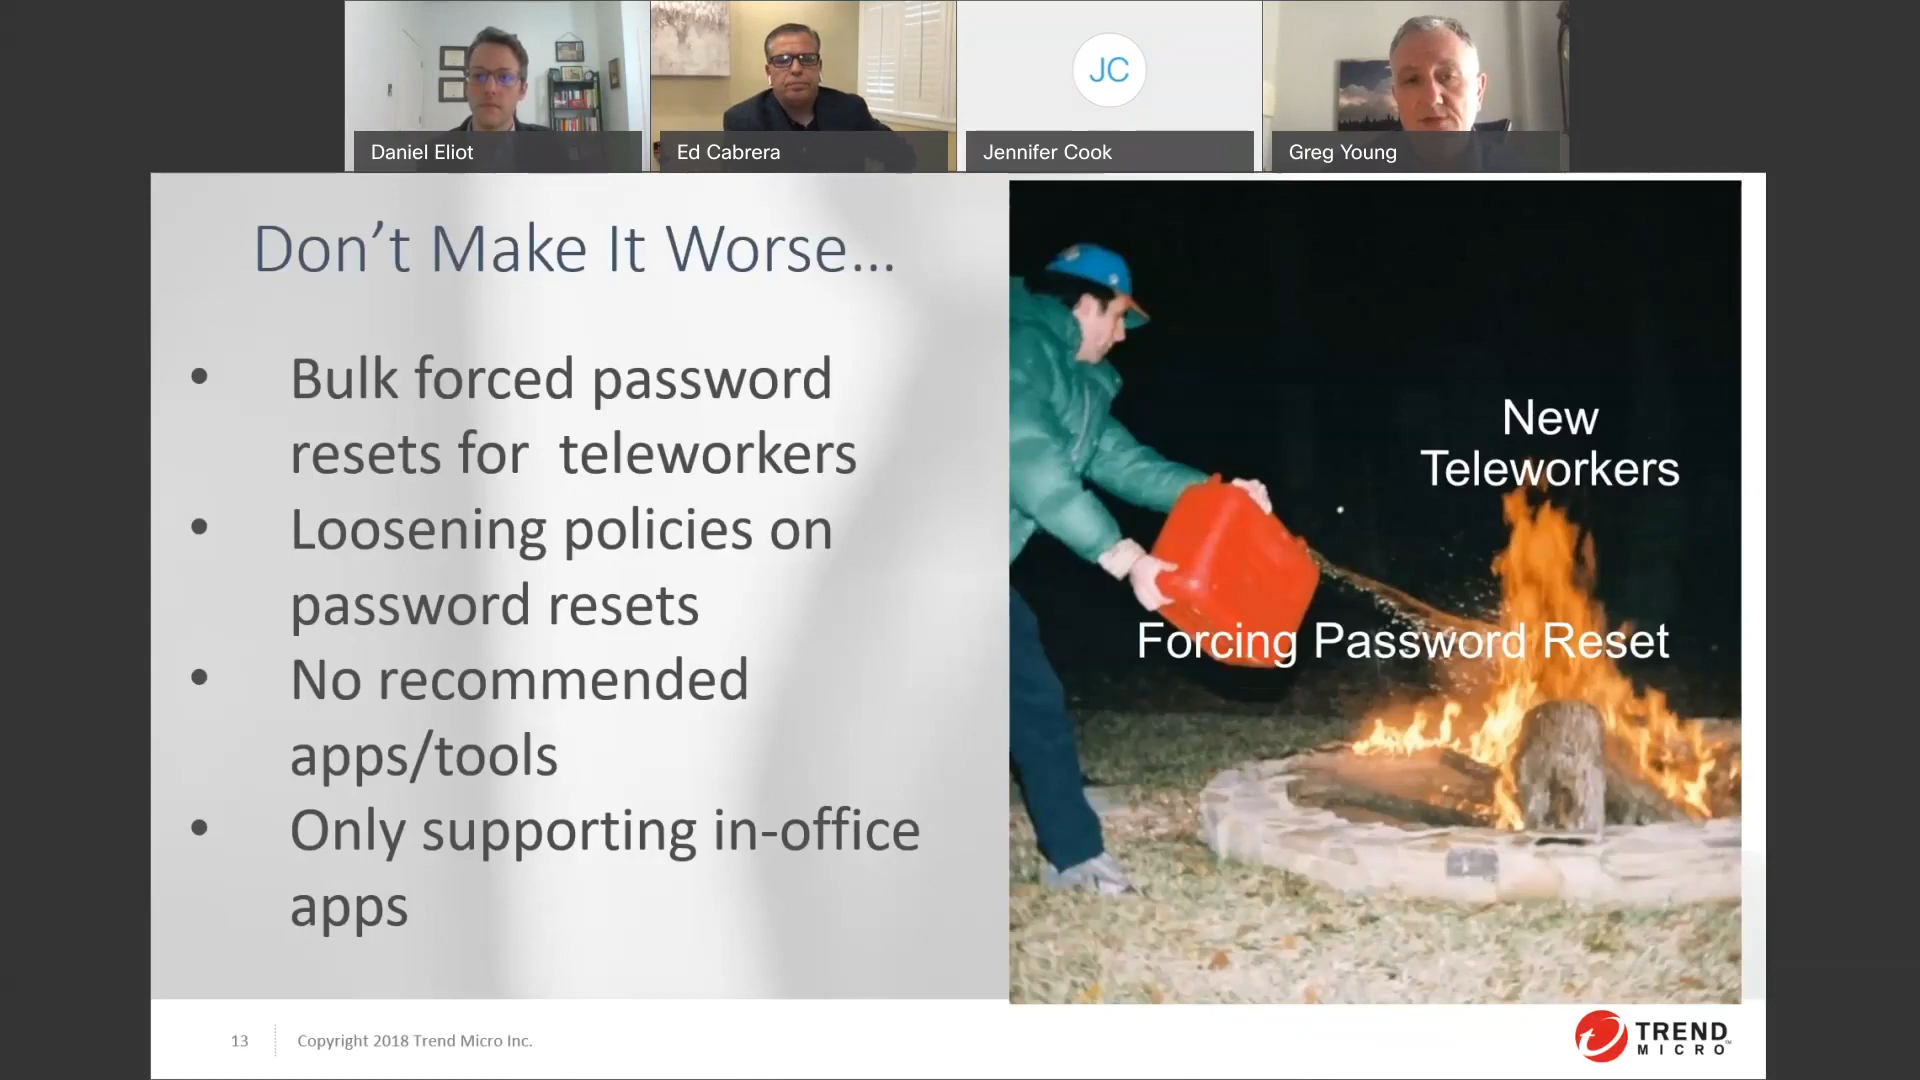 Daniel Eliot
Ed Cabrera
JC
Jennifer Cook
Greg Young
Don't Make It Worse...
• Bulk forced password
resets for teleworkers
• Loosening policies on
password resets
• No recommended
apps/tools
• Only supporting in-office
apps
New
Teleworkers
Forcing Password Reset
13
Copyright 2018 Trend Micro Inc.
TREND
MICRO™